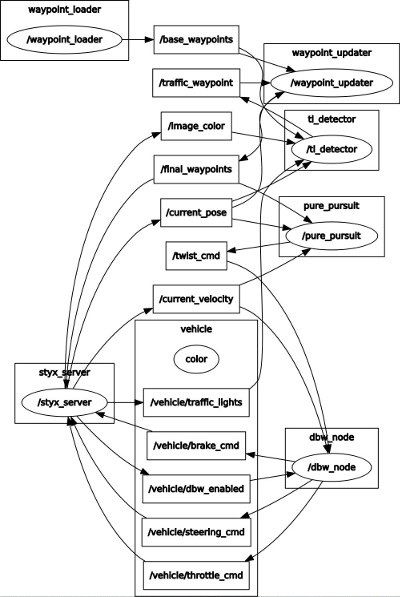 waypoint_loader
/waypoint_loader
/base_waypoints
waypoint_updater
/traffic_waypoint
/waypoint_updater
tl_detector
/image_color
/tl_detector
/final_waypoints
pure_pursuit
/current_pose
/pure_pursuit
/twist_cmd
/current_velocity
vehicle
color
styx_server
/styx_server
/vehicle/traffic_lights
dbw_node
/vehicle/brake_cmd
/dbw_node
/vehicle/dbw_enabled
/vehicle/steering_cmd
/vehicle/throttle_cmd